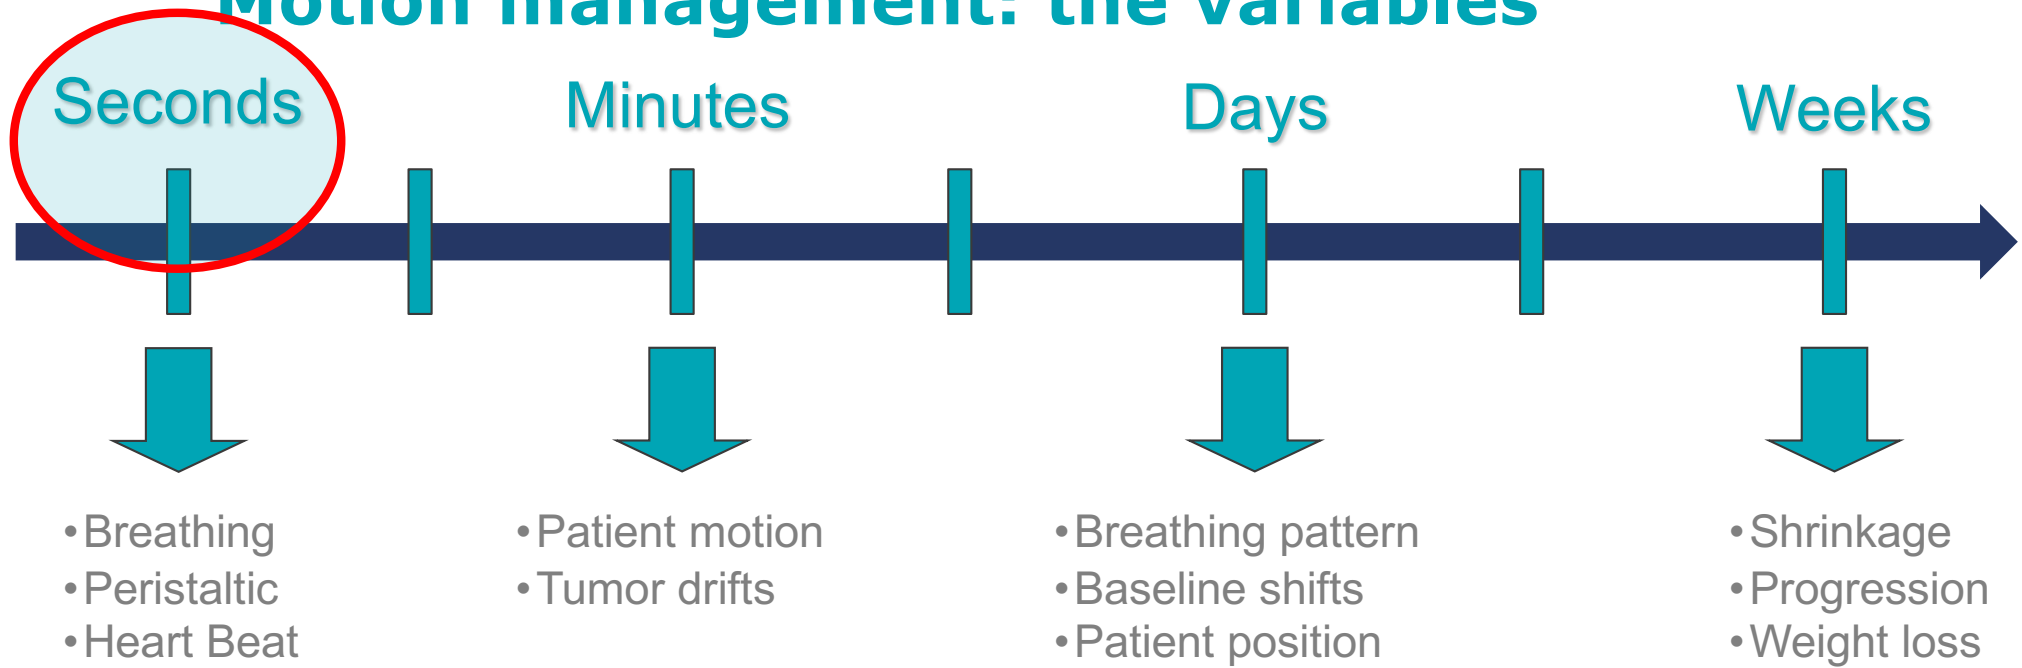 Motion management: the variables
Seconds
Minutes
Days
Weeks
•Breathing
•Peristaltic
•Heart Beat
•Patient motion
•Tumor drifts
•Breathing pattern
•Baseline shifts
•Patient position
•Shrinkage
•Progression
•Weight loss